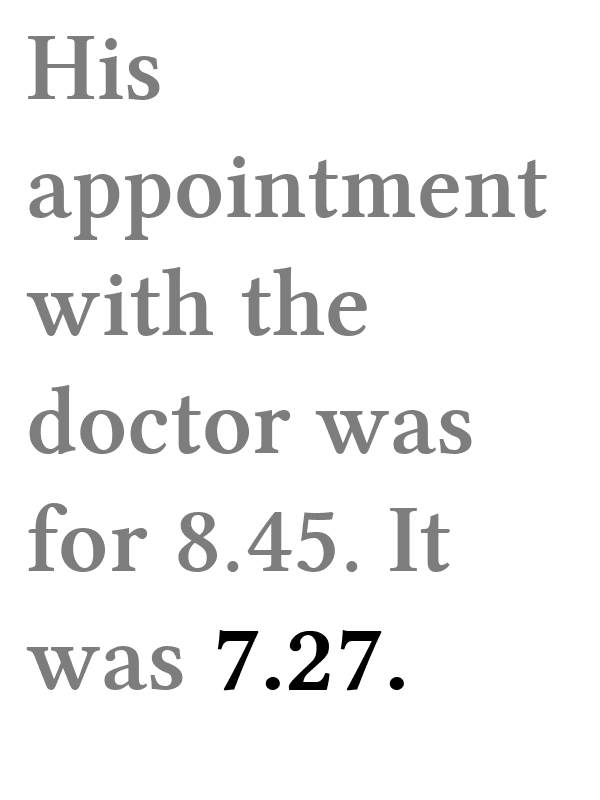 His
appointment
with the
doctor was
for 8.45. It
was 7.27.